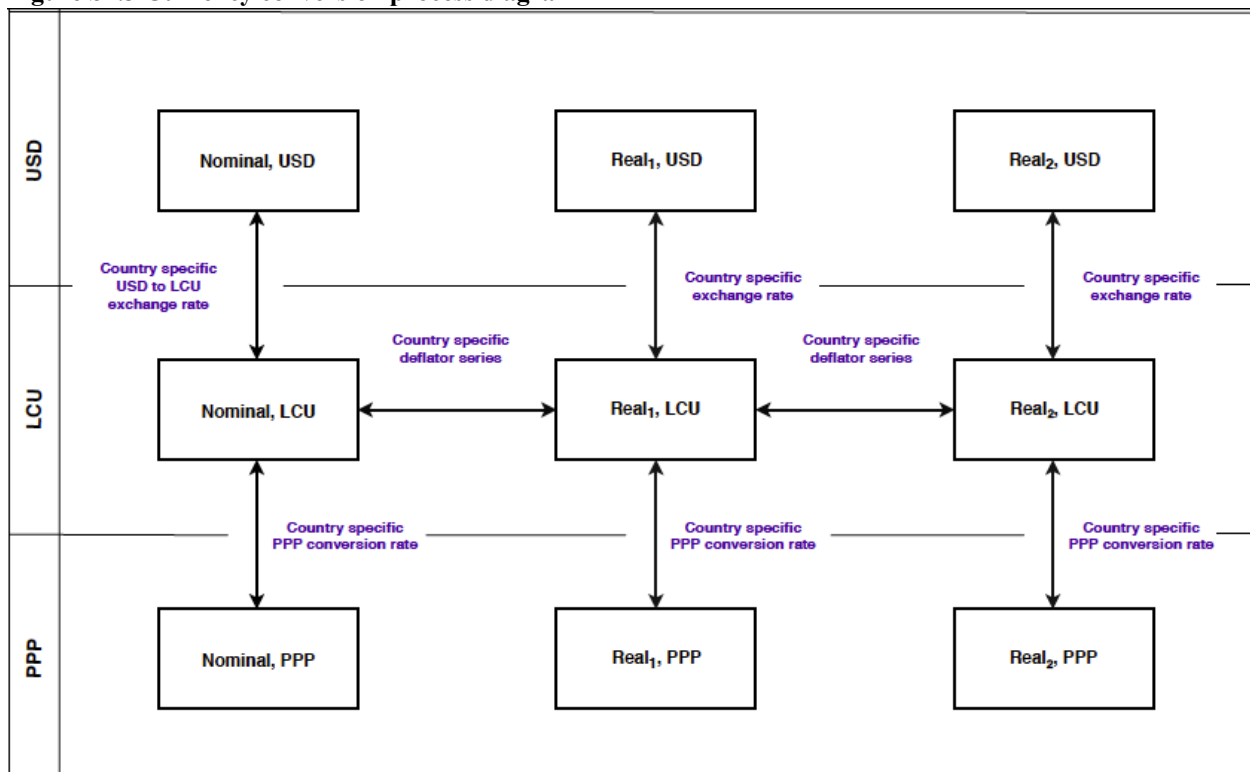 USD
Nominal, USD
Real₁, USD
Real₂, USD
Country specific
USD to LCU
exchange rate
Country specific
exchange rate
Country specific
exchange rate
Country specific
deflator series
Country specific
deflator series
LCU
Nominal, LCU
Real₁, LCU
Real₂, LCU
Country specific
PPP conversion rate
Country specific
PPP conversion rate
Country specific
PPP conversion rate
PPP
Nominal, PPP
Real₁, PPP
Real₂, PPP